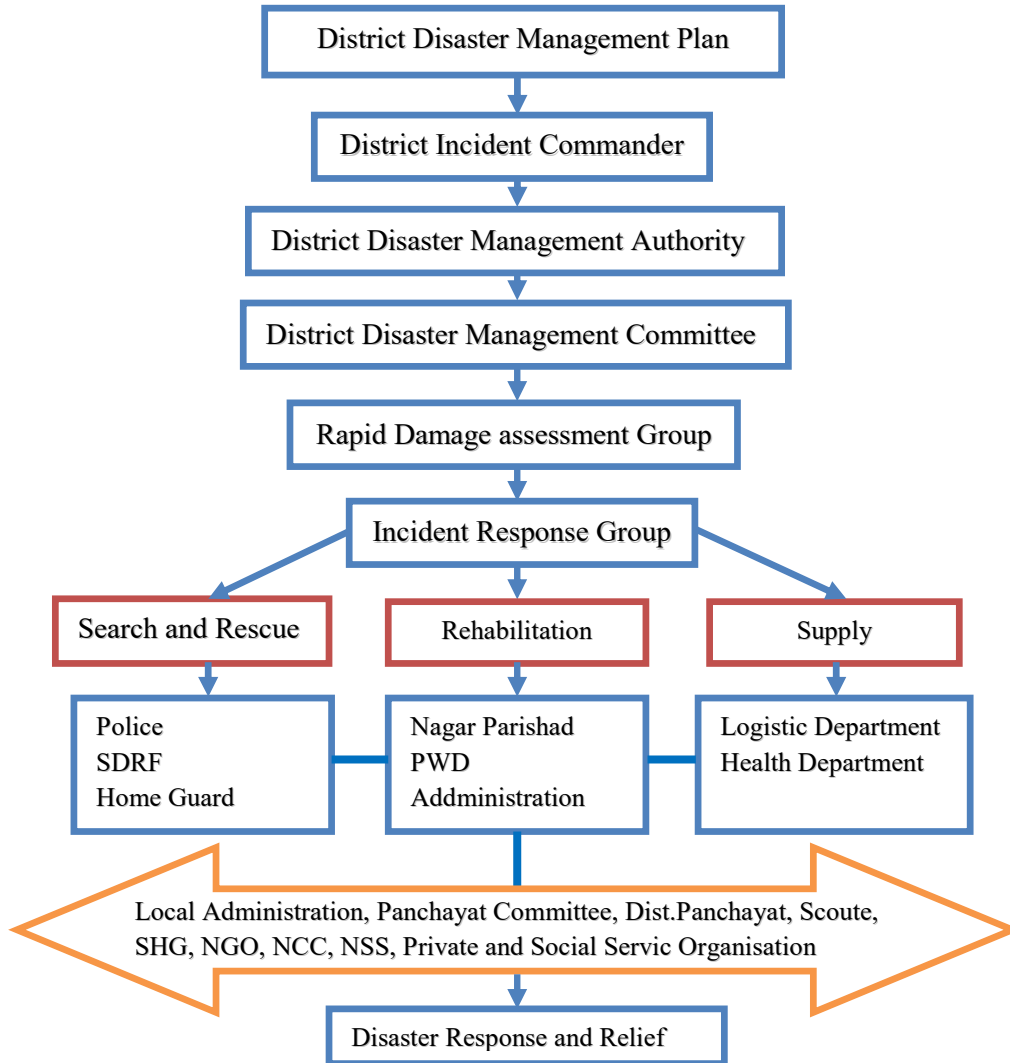 District Disaster Management Plan
District Incident Commander
District Disaster Management Authority
District Disaster Management Committee
Rapid Damage assessment Group
Incident Response Group
Search and Rescue
Rehabilitation
Supply
Police
SDRF
Home Guard
Nagar Parishad
PWD
Addministration
Logistic Department
Health Department
Local Administration, Panchayat Committee, Dist.Panchayat, Scoute,
SHG, NGO, NCC, NSS, Private and Social Servic Organisation
Disaster Response and Relief